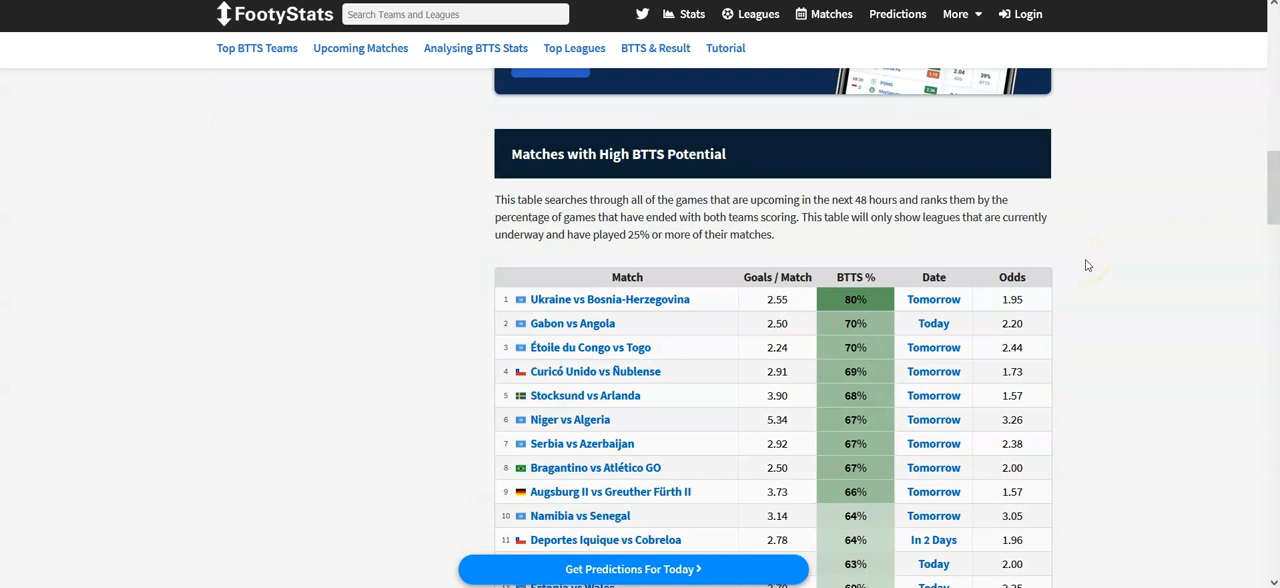 FootyStats
Search Teams and Leagues
Stats
Leagues
Matches
Predictions
More
Login
Top BTTS Teams
Upcoming Matches
Analysing BTTS Stats
Top Leagues
BTTS & Result
Tutorial
2.04
39%
Matches with High BTTS Potential
This table searches through all of the games that are upcoming in the next 48 hours and ranks them by the
percentage of games that have ended with both teams scoring. This table will only show leagues that are currently
underway and have played 25% or more of their matches.
Match Goals / Match BTTS % Date Odds
1 Ukraine vs Bosnia-Herzegovina 2.55 80% Tomorrow 1.95
2 Gabon vs Angola 2.50 70% Today 2.20
3 Étoile du Congo vs Togo 2.24 70% Tomorrow 2.44
4 Curicó Unido vs Ñublense 2.91 69% Tomorrow 1.73
5 Stocksund vs Arlanda 3.90 68% Tomorrow 1.57
6 Niger vs Algeria 5.34 67% Tomorrow 3.26
7 Serbia vs Azerbaijan 2.92 67% Tomorrow 2.38
8 Bragantino vs Atlético GO 2.50 67% Tomorrow 2.00
9 Augsburg II vs Greuther Fürth II 3.73 66% Tomorrow 1.57
10 Namibia vs Senegal 3.14 64% Tomorrow 3.05
11 Deportes Iquique vs Cobreloa 2.78 64% In 2 Days 1.96
63% Today 2.00
Get Predictions For Today
Estonia vs Wales 60% Today 2.25